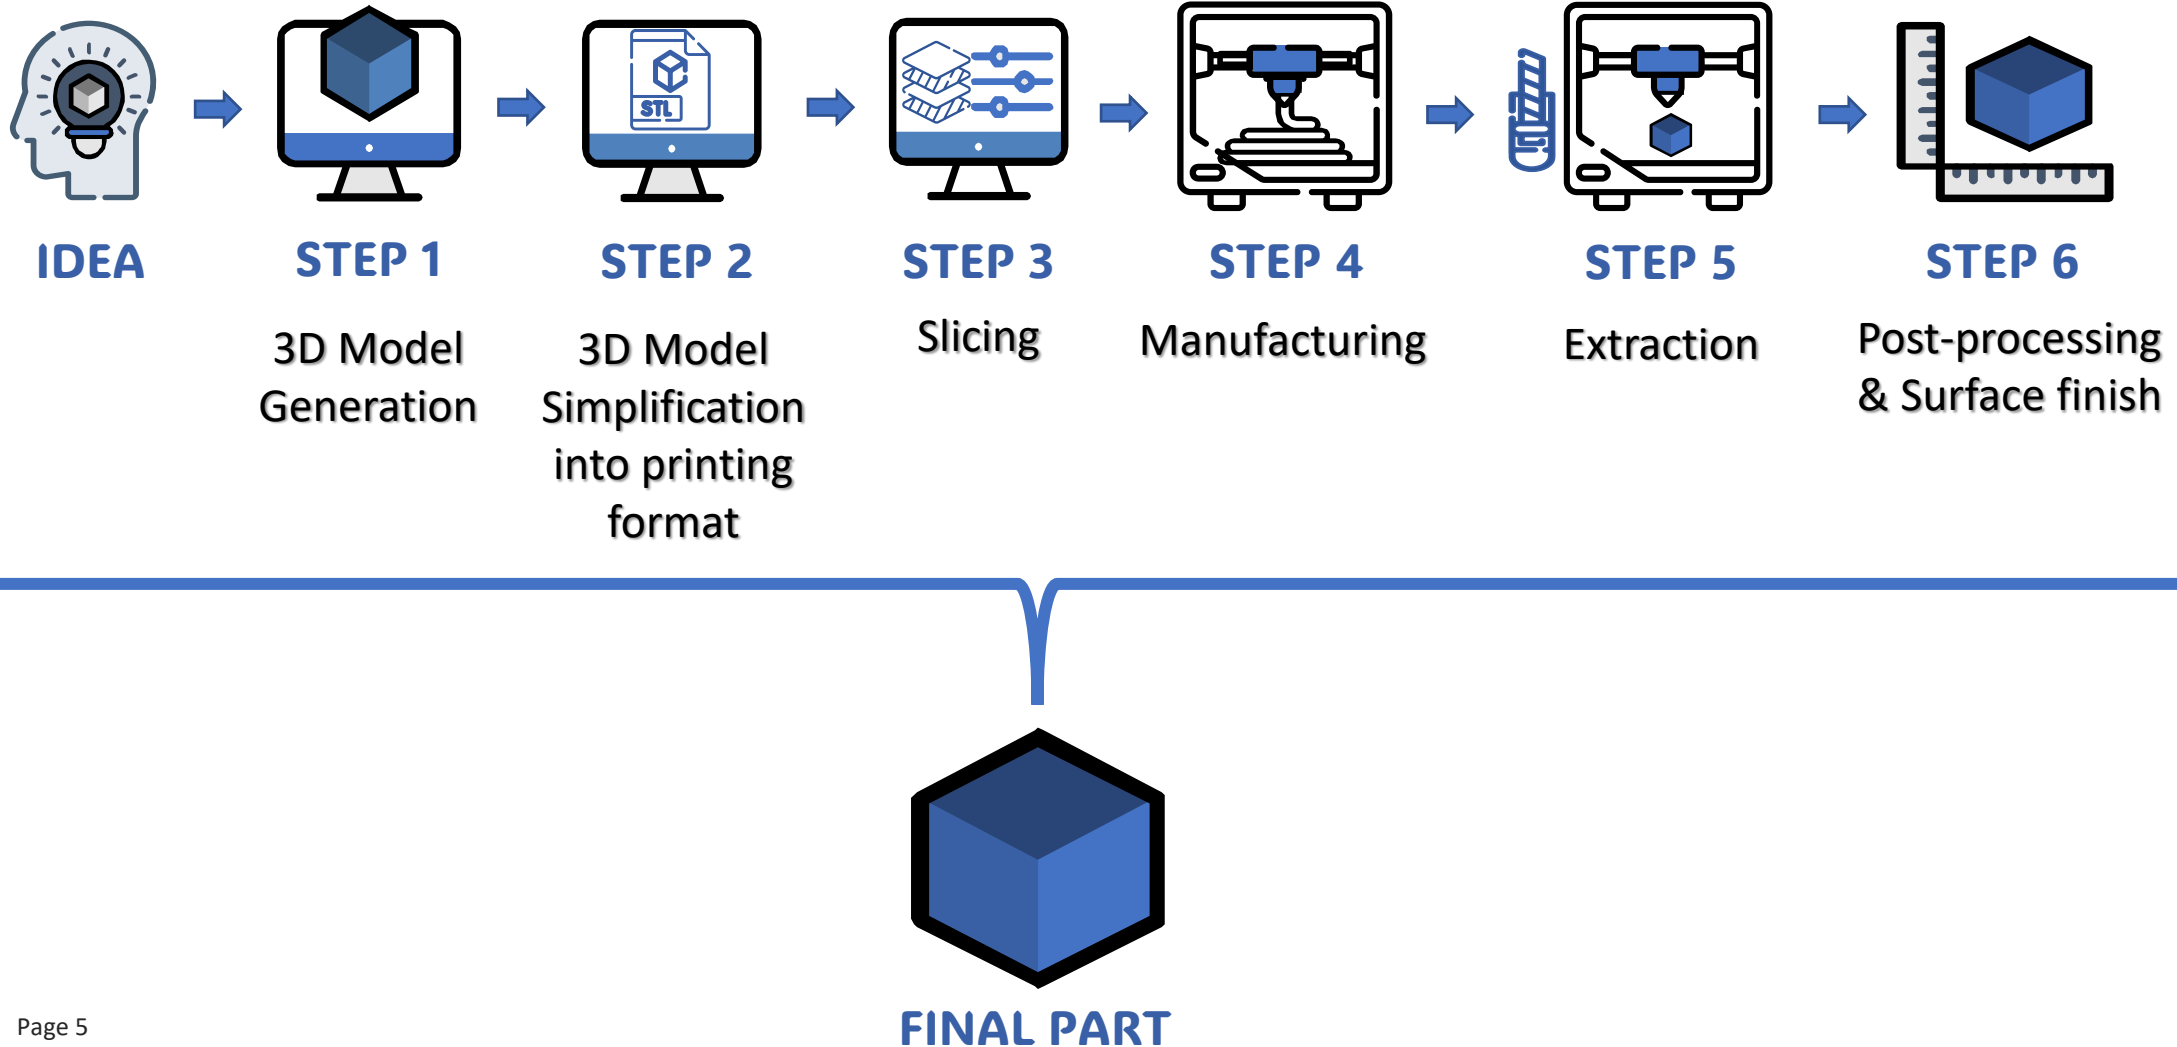 STL
IDEA
STEP 1
STEP 2
STEP 3
STEP 4
STEP 5
STEP 6
3D Model
Generation
3D Model
Simplification
into printing
format
Slicing
Manufacturing
Extraction
Post-processing
& Surface finish
FINAL PART
Page 5